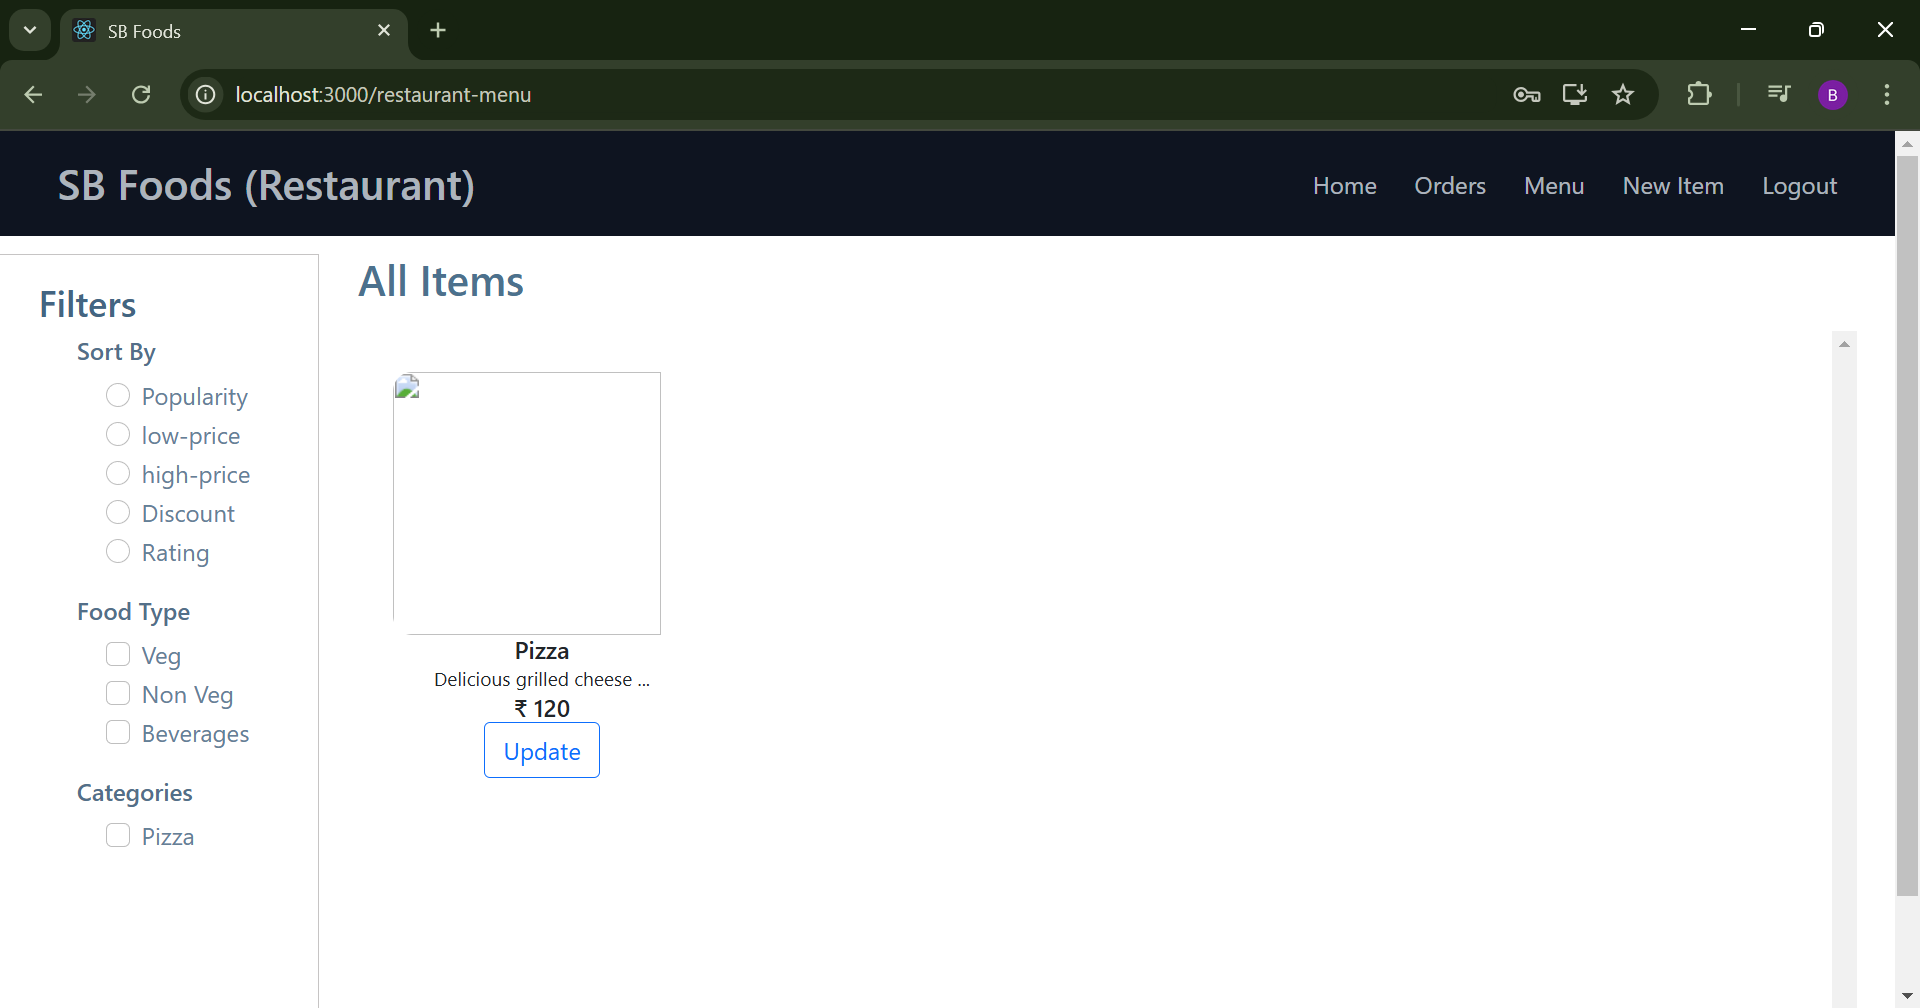 SB Foods
localhost:3000/restaurant-menu
B
SB Foods (Restaurant)
Home
Orders
Menu
New Item
Logout
Filters
Sort By
Popularity
low-price
high-price
Discount
Rating
Food Type
Veg
Non Veg
Beverages
Categories
Pizza
All Items
Pizza
Delicious grilled cheese ...
₹ 120
Update